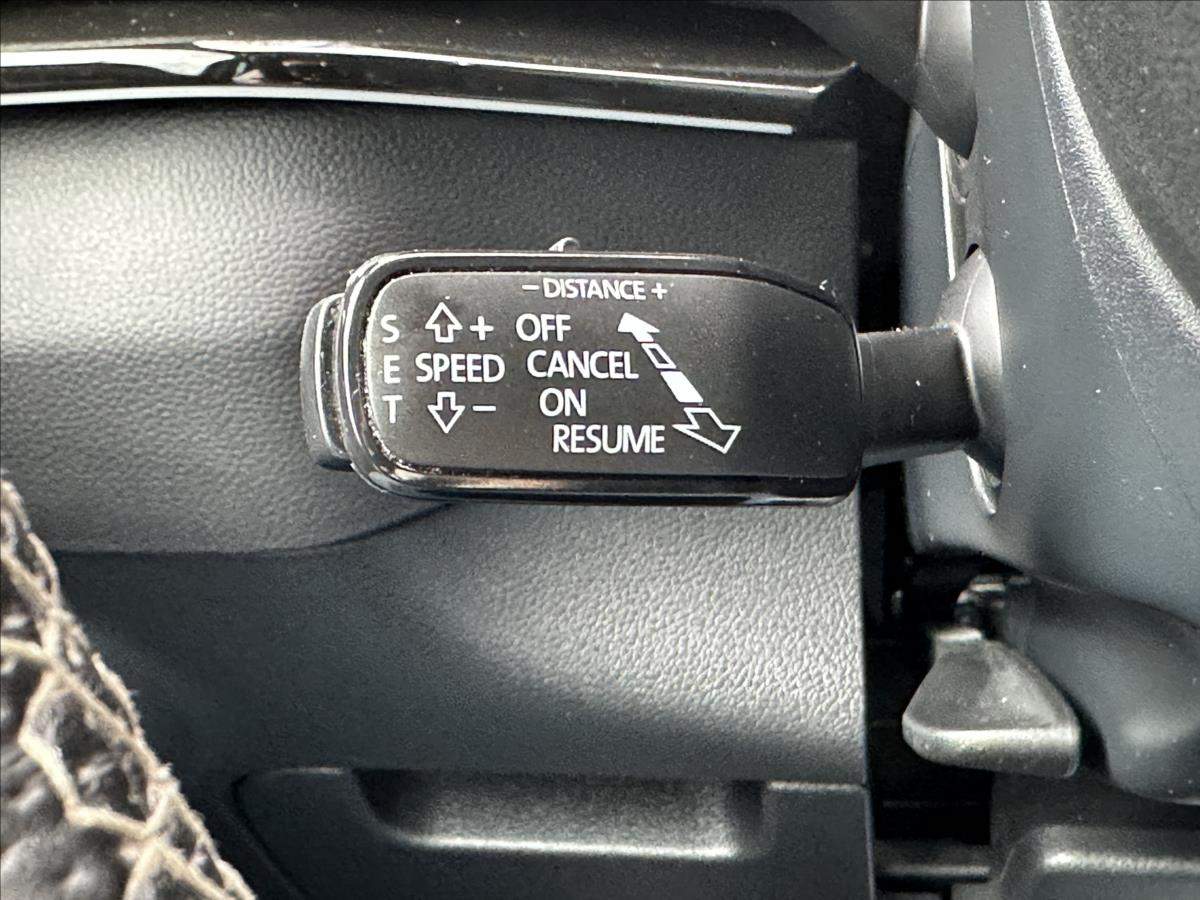 − DISTANCE +
S + OFF
E SPEED CANCEL
T − ON
RESUME